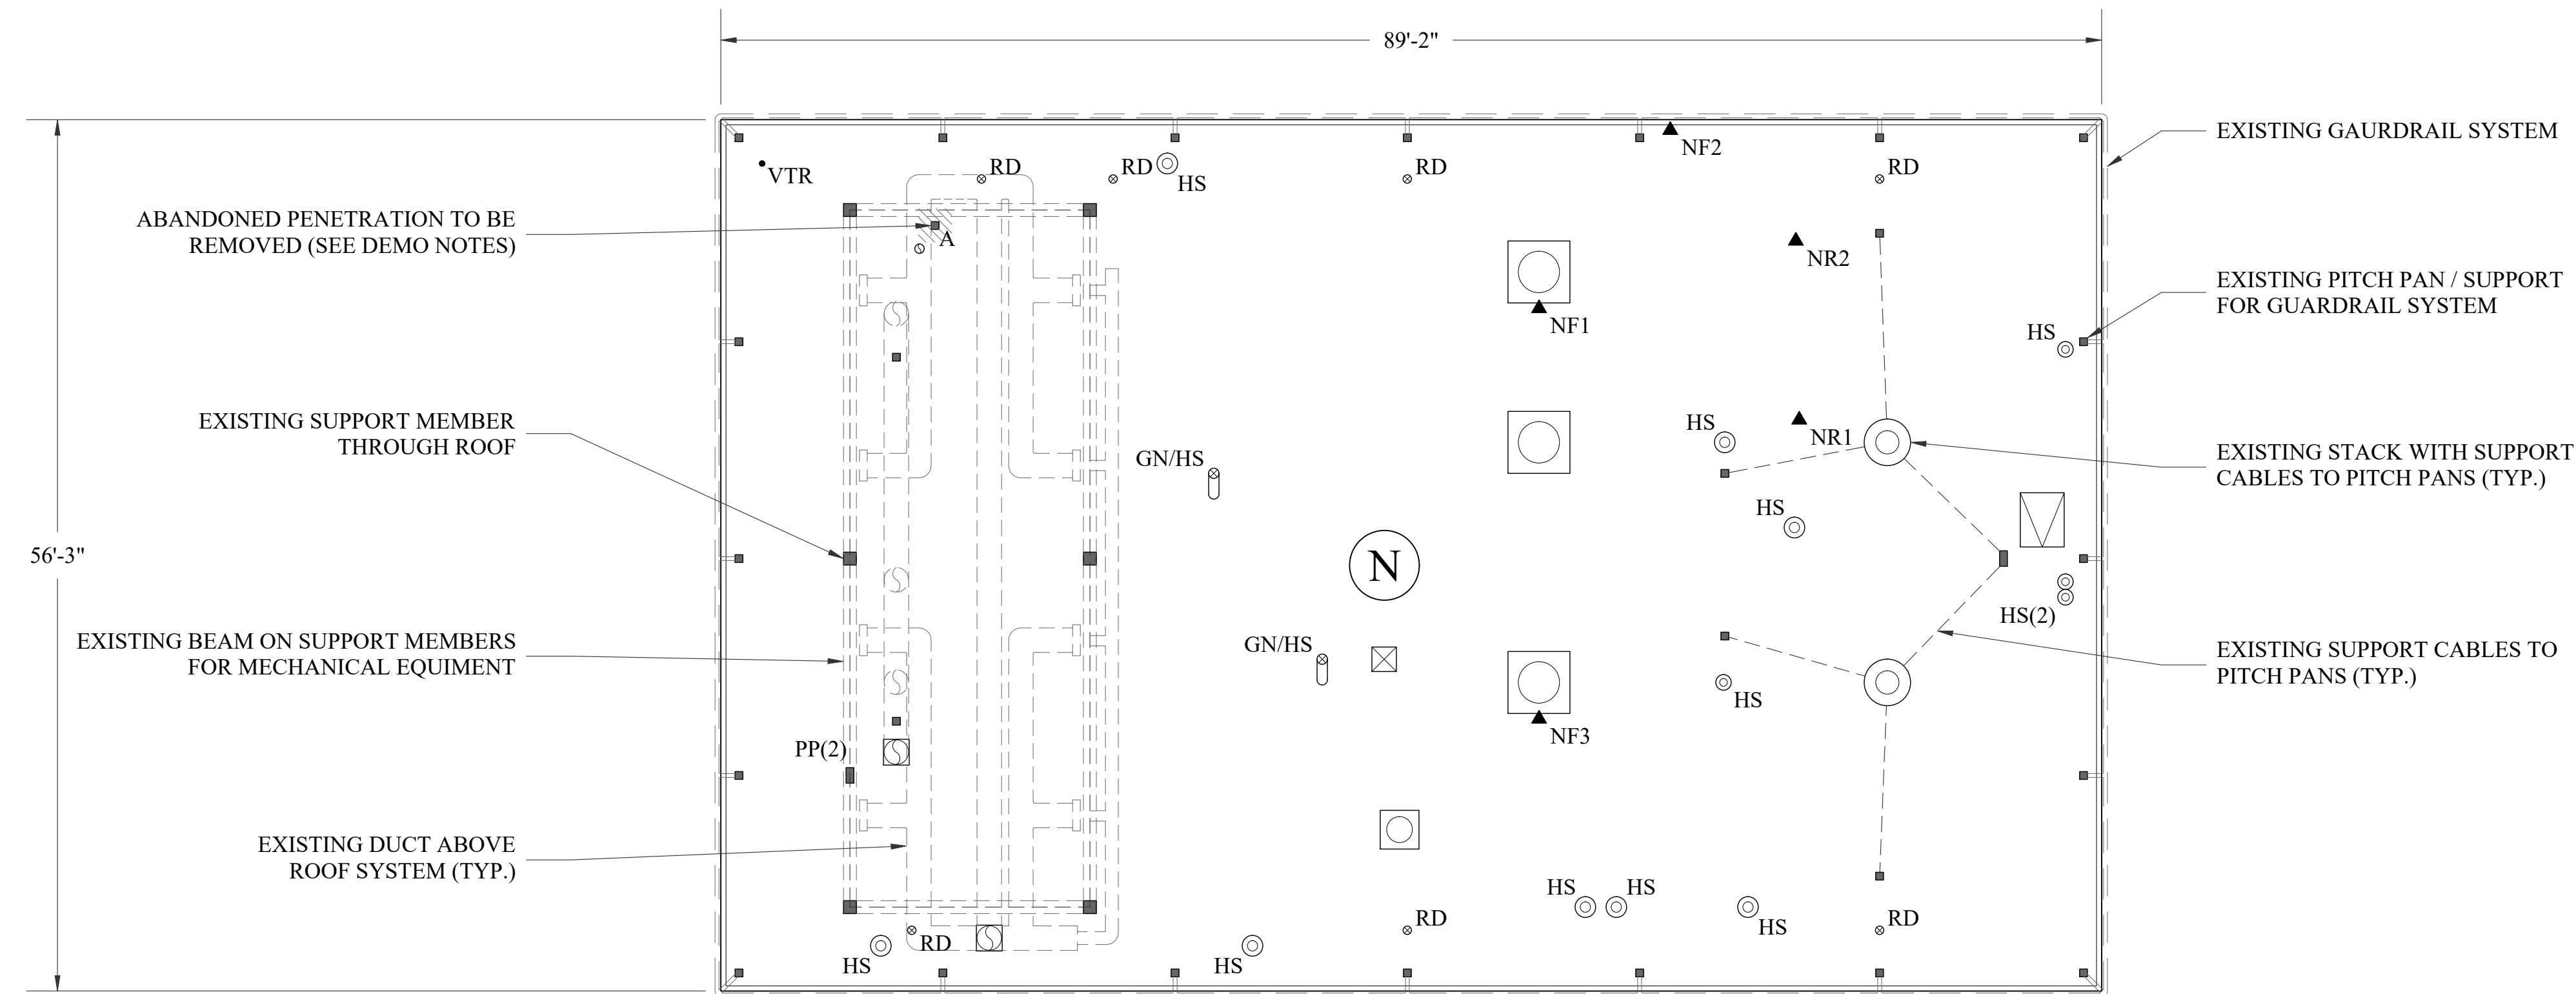 89'-2"
EXISTING GAURDRAIL SYSTEM
NF2
VTR
RD
RD
HS
RD
RD
ABANDONED PENETRATION TO BE
REMOVED (SEE DEMO NOTES)
A
NR2
EXISTING PITCH PAN / SUPPORT
FOR GUARDRAIL SYSTEM
NF1
HS
EXISTING SUPPORT MEMBER
THROUGH ROOF
HS
NR1
EXISTING STACK WITH SUPPORT
CABLES TO PITCH PANS (TYP.)
GN/HS
HS
56'-3"
N
HS(2)
EXISTING BEAM ON SUPPORT MEMBERS
FOR MECHANICAL EQUIMENT
GN/HS
EXISTING SUPPORT CABLES TO
PITCH PANS (TYP.)
HS
NF3
PP(2)
EXISTING DUCT ABOVE
ROOF SYSTEM (TYP.)
HS
HS
HS
RD
RD
RD
HS
HS